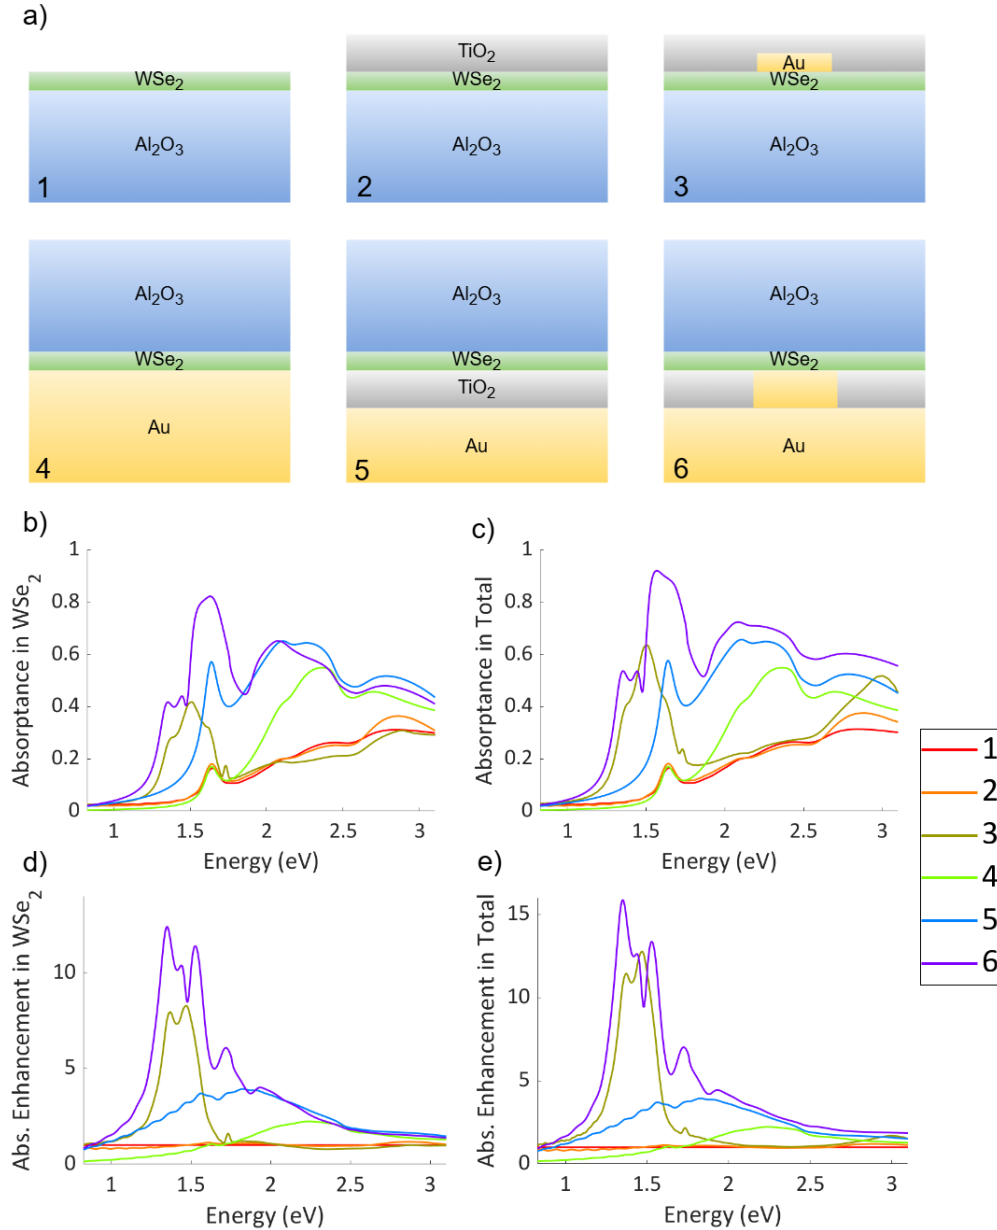 a)
WSe2
Al2O3
1
TiO2
WSe2
Al2O3
2
Au
WSe2
Al2O3
3
Al2O3
WSe2
Au
4
Al2O3
WSe2
TiO2
Au
5
Al2O3
WSe2
Au
6
b)
Absorptance in WSe2
1
0.8
0.6
0.4
0.2
0
1 1.5 2 2.5 3
Energy (eV)
c)
Absorptance in Total
1
0.8
0.6
0.4
0.2
0
1 1.5 2 2.5 3
Energy (eV)
1
2
3
4
5
6
d)
Abs. Enhancement in WSe2
10
5
0
1 1.5 2 2.5 3
Energy (eV)
e)
Abs. Enhancement in Total
15
10
5
0
1 1.5 2 2.5 3
Energy (eV)